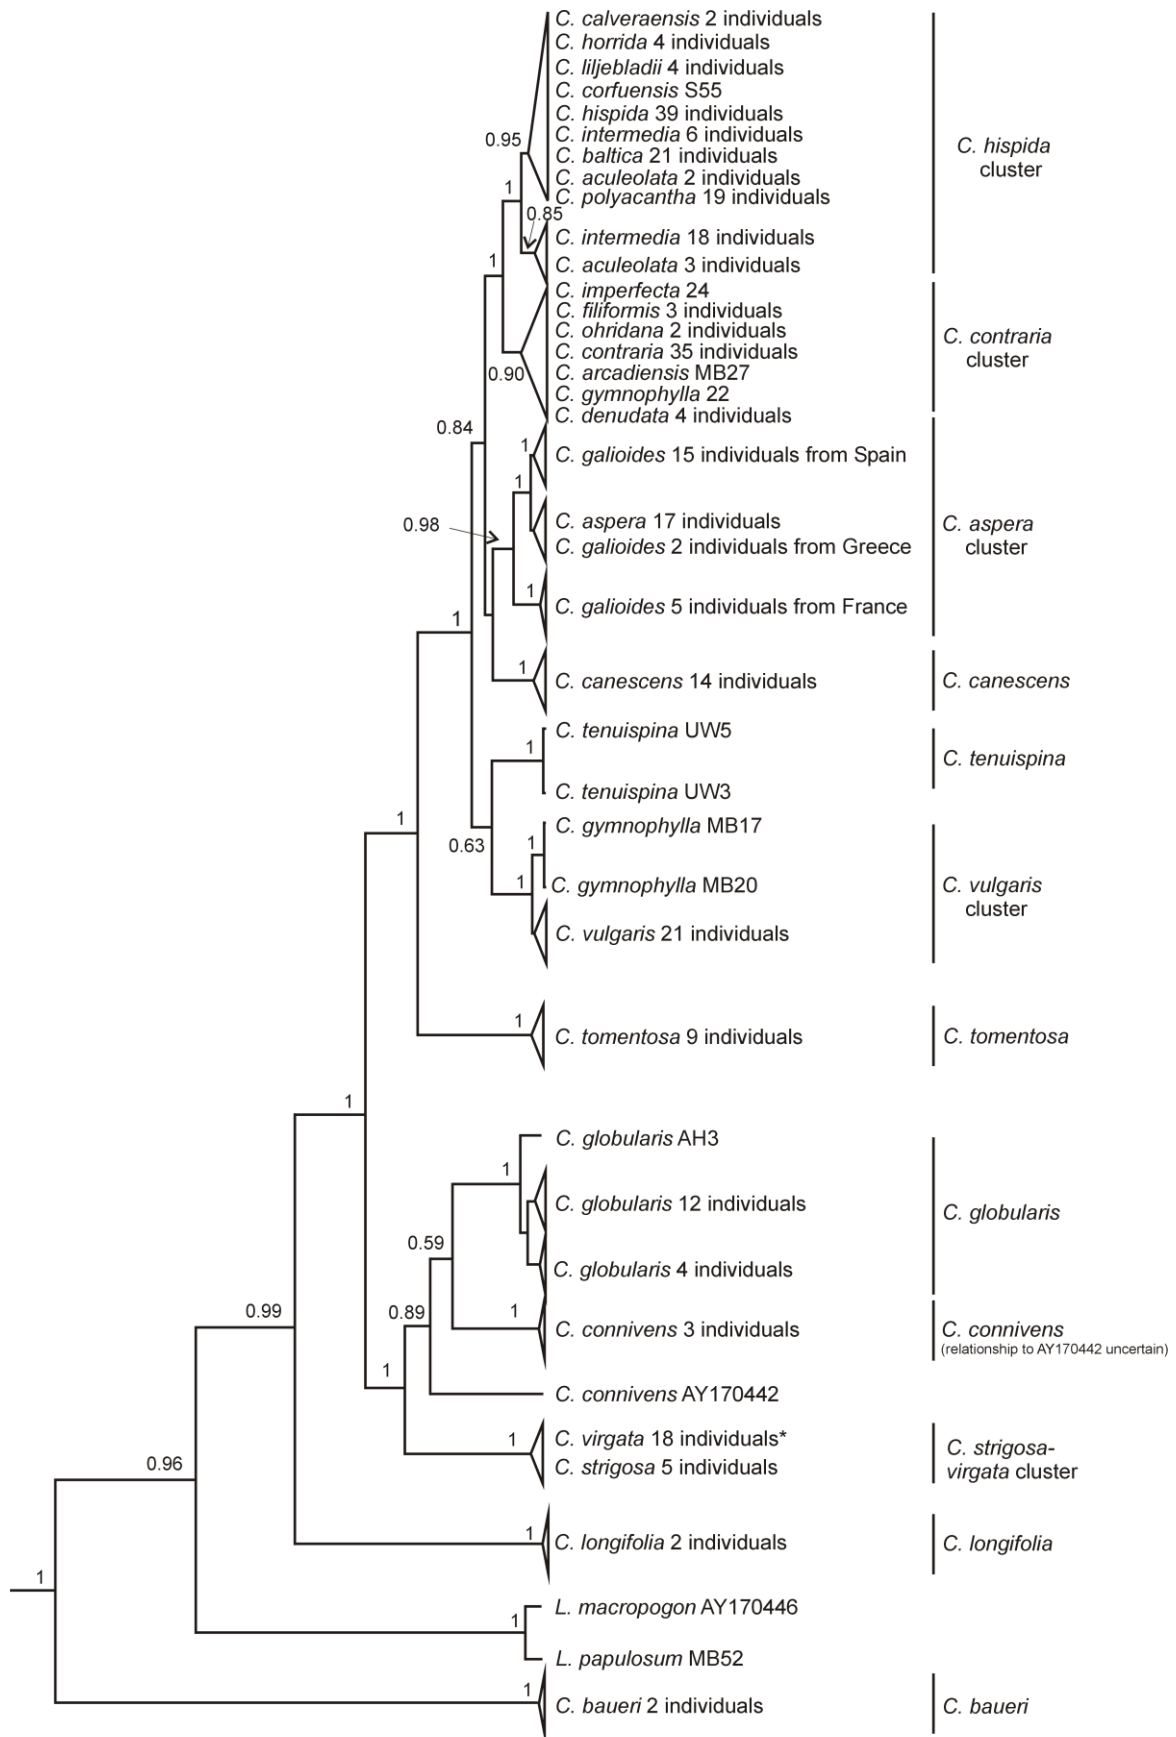 C. calveraensis 2 individuals
C. horrida 4 individuals
C. liljebladii 4 individuals
C. corfuensis S55
C. hispida 39 individuals
C. intermedia 6 individuals
C. baltica 21 individuals
C. aculeolata 2 individuals
C. polyacantha 19 individuals
C. hispida
cluster
0.95
1
0.85
C. intermedia 18 individuals
C. aculeolata 3 individuals
1
C. imperfecta 24
C. filiformis 3 individuals
C. ohridana 2 individuals
C. contraria 35 individuals
C. arcadiensis MB27
C. gymnophylla 22
C. denudata 4 individuals
C. contraria
cluster
0.90
0.84
1
C. galioides 15 individuals from Spain
1
C. aspera 17 individuals
C. galioides 2 individuals from Greece
C. aspera
cluster
0.98
1
C. galioides 5 individuals from France
1
1
C. canescens 14 individuals
C. canescens
C. tenuispina UW5
1
C. tenuispina UW3
C. tenuispina
1
0.63
C. gymnophylla MB17
1
C. gymnophylla MB20
1
C. vulgaris 21 individuals
C. vulgaris
cluster
1
C. tomentosa 9 individuals
C. tomentosa
1
C. globularis AH3
1
C. globularis 12 individuals
C. globularis
0.59
C. globularis 4 individuals
0.99
0.89
1
C. connivens 3 individuals
C. connivens
(relationship to AY170442 uncertain)
1
C. connivens AY170442
1
C. virgata 18 individuals*
C. strigosa 5 individuals
C. strigosa-
virgata cluster
0.96
1
C. longifolia 2 individuals
C. longifolia
1
L. macropogon AY170446
1
L. papulosum MB52
1
C. baueri 2 individuals
C. baueri